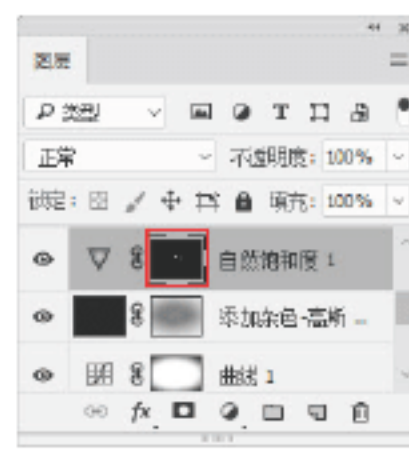 图层
类型
正常 不透明度: 100%
锁定: 填充: 100%
自然饱和度 1
添加杂色-高斯 ...
曲线 1
fx